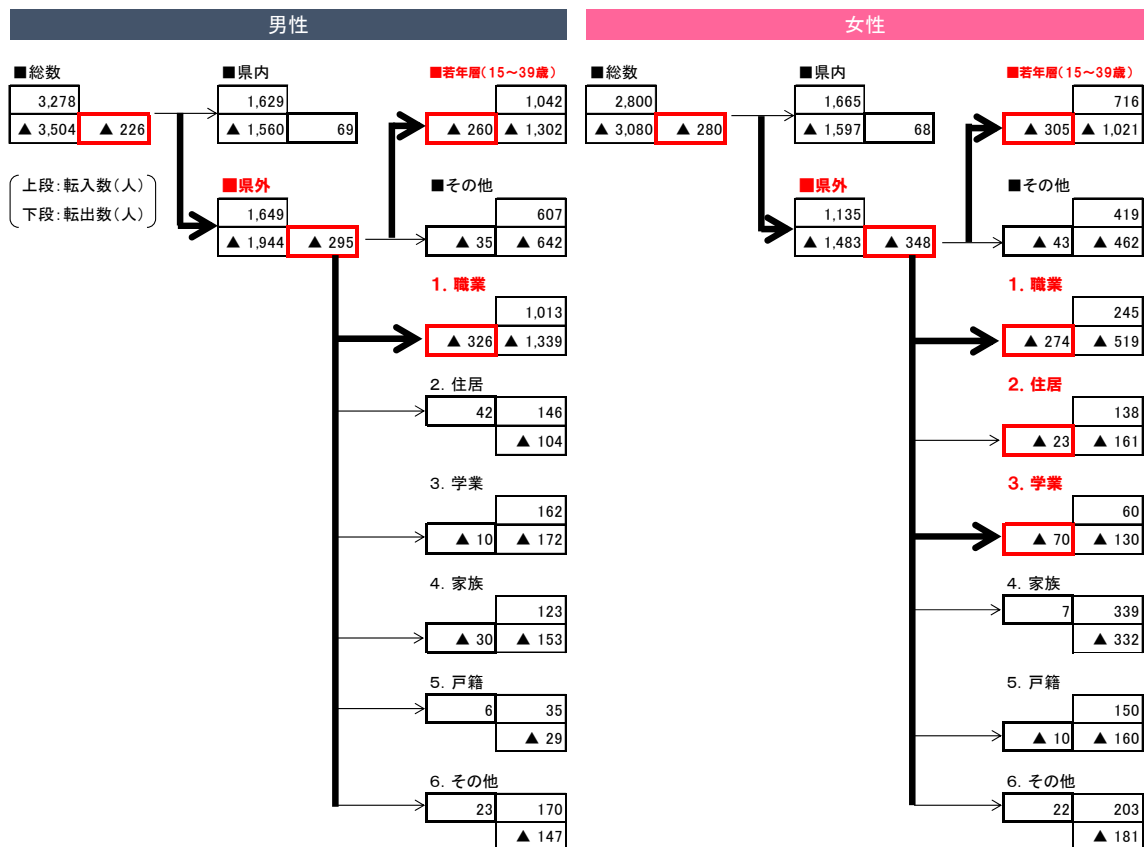 男性
■総数
3,278
▲ 3,504 ▲ 226
上段:転入数(人)
下段:転出数(人)
■県内
1,629
▲ 1,560 69
■県外
1,649
▲ 1,944 ▲ 295
■若年層(15~39歳)
1,042
▲ 260 ▲ 1,302
■その他
607
▲ 35 ▲ 642
1. 職業
1,013
▲ 326 ▲ 1,339
2. 住居
42 146
▲ 104
3. 学業
162
▲ 10 ▲ 172
4. 家族
123
▲ 30 ▲ 153
5. 戸籍
6 35
▲ 29
6. その他
23 170
▲ 147
女性
■総数
2,800
▲ 3,080 ▲ 280
■県内
1,665
▲ 1,597 68
■県外
1,135
▲ 1,483 ▲ 348
■若年層(15~39歳)
716
▲ 305 ▲ 1,021
■その他
419
▲ 43 ▲ 462
1. 職業
245
▲ 274 ▲ 519
2. 住居
138
▲ 23 ▲ 161
3. 学業
60
▲ 70 ▲ 130
4. 家族
7 339
▲ 332
5. 戸籍
150
▲ 10 ▲ 160
6. その他
22 203
▲ 181